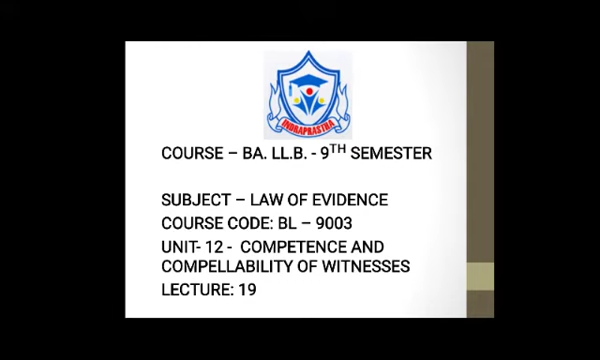 INDRAPRASTHA
COURSE – BA. LL.B. - 9TH SEMESTER
SUBJECT – LAW OF EVIDENCE
COURSE CODE: BL – 9003
UNIT- 12 - COMPETENCE AND
COMPELLABILITY OF WITNESSES
LECTURE: 19